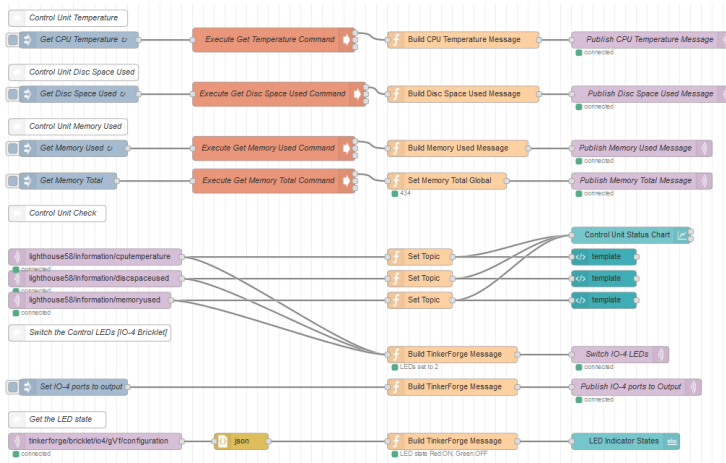 Control Unit Temperature
Get CPU Temperature ↻
Execute Get Temperature Command
Build CPU Temperature Message
Publish CPU Temperature Message
connected
Control Unit Disc Space Used
Get Disc Space Used ↻
Execute Get Disc Space Used Command
Build Disc Space Used Message
Publish Disc Space Used Message
connected
Control Unit Memory Used
Get Memory Used ↻
Execute Get Memory Used Command
Build Memory Used Message
Publish Memory Used Message
connected
Get Memory Total
Execute Get Memory Total Command
Set Memory Total Global
Publish Memory Total Message
434
connected
Control Unit Check
Control Unit Status Chart
lighthouse58/information/cputemperature
Set Topic
template
connected
lighthouse58/information/discspaceused
Set Topic
template
connected
lighthouse58/information/memoryused
Set Topic
template
connected
Switch the Control LEDs [IO-4 Bricklet]
Build TinkerForge Message
Switch IO-4 LEDs
LEDs set to 2
connected
Set IO-4 ports to output
Build TinkerForge Message
Publish IO-4 ports to Output
connected
Get the LED state
tinkerforge/bricklet/io4/gVf/configuration
json
Build TinkerForge Message
LED Indicator States
abc
connected
LED state Red:ON, Green:OFF